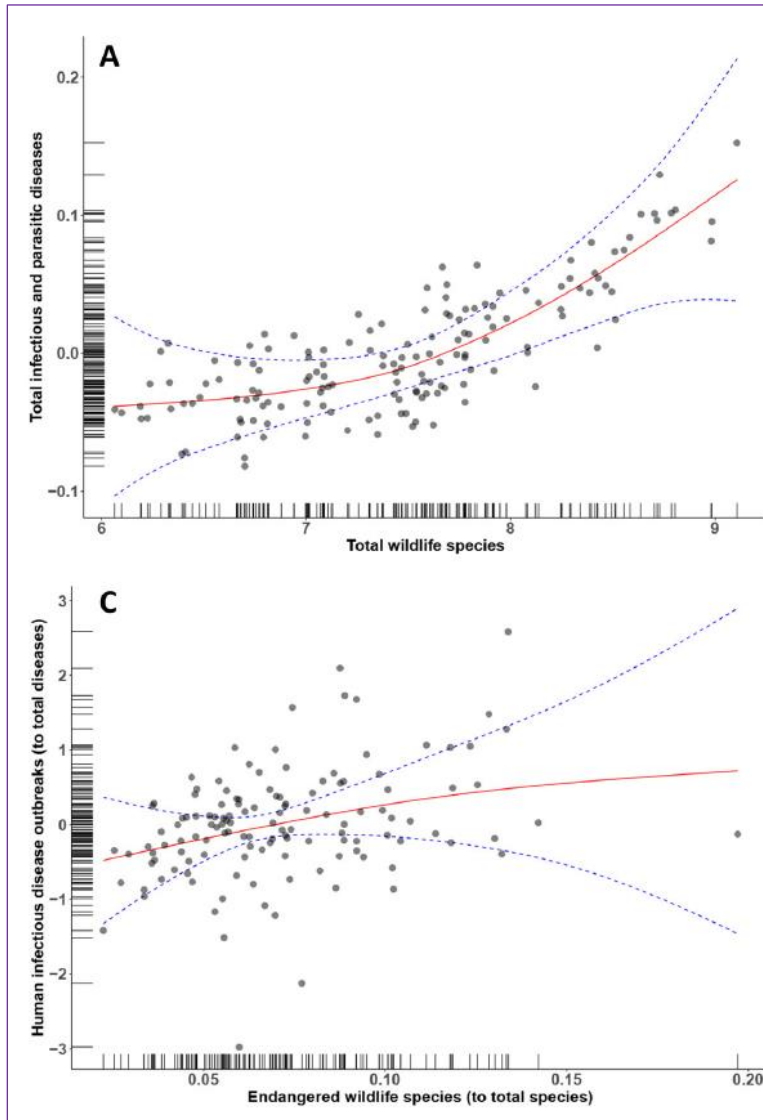 A
0.2
0.1
0.0
−0.1
Total infectious and parasitic diseases
6 7 8 9
Total wildlife species
C
3
2
1
0
−1
−2
−3
Human infectious disease outbreaks (to total diseases)
0.05 0.10 0.15 0.20
Endangered wildlife species (to total species)